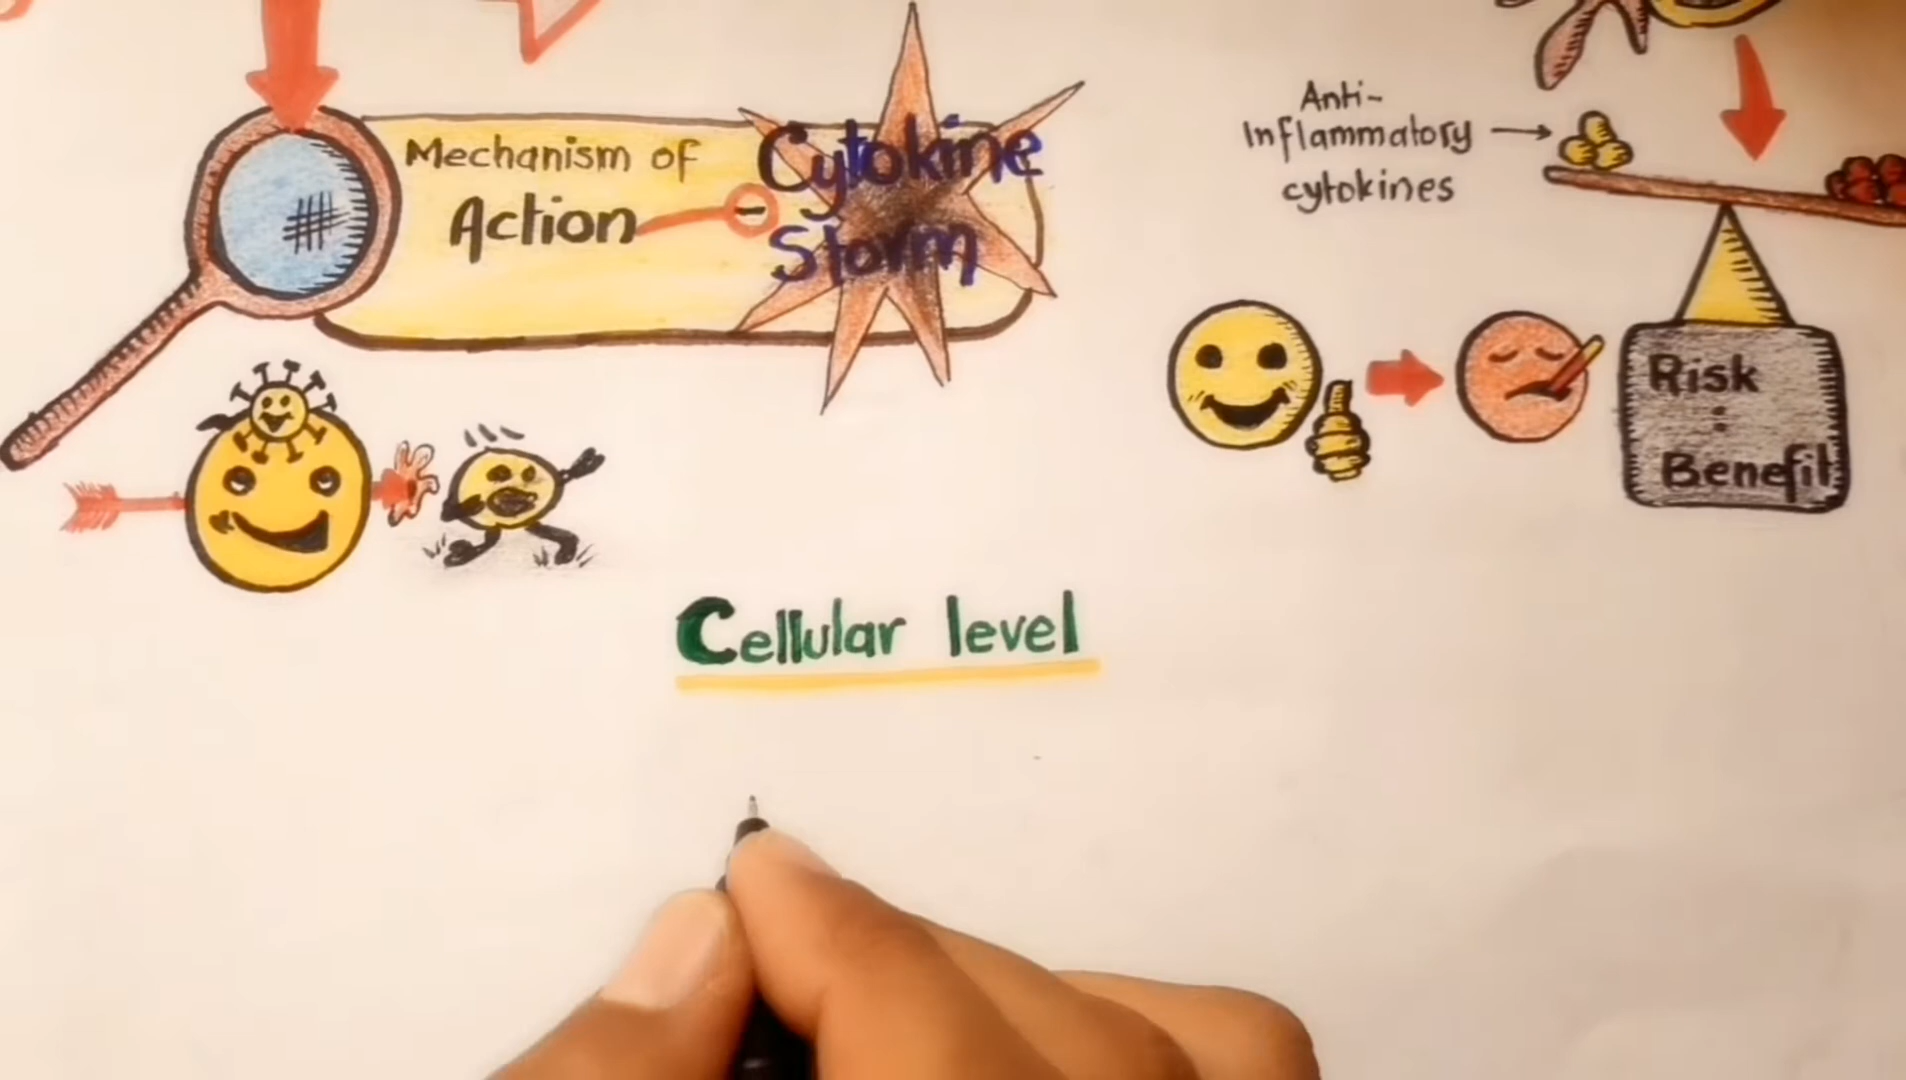 Mechanism of
Action
Cytokine
Storm
Anti-
Inflammatory
cytokines
Risk
:
Benefit
Cellular level